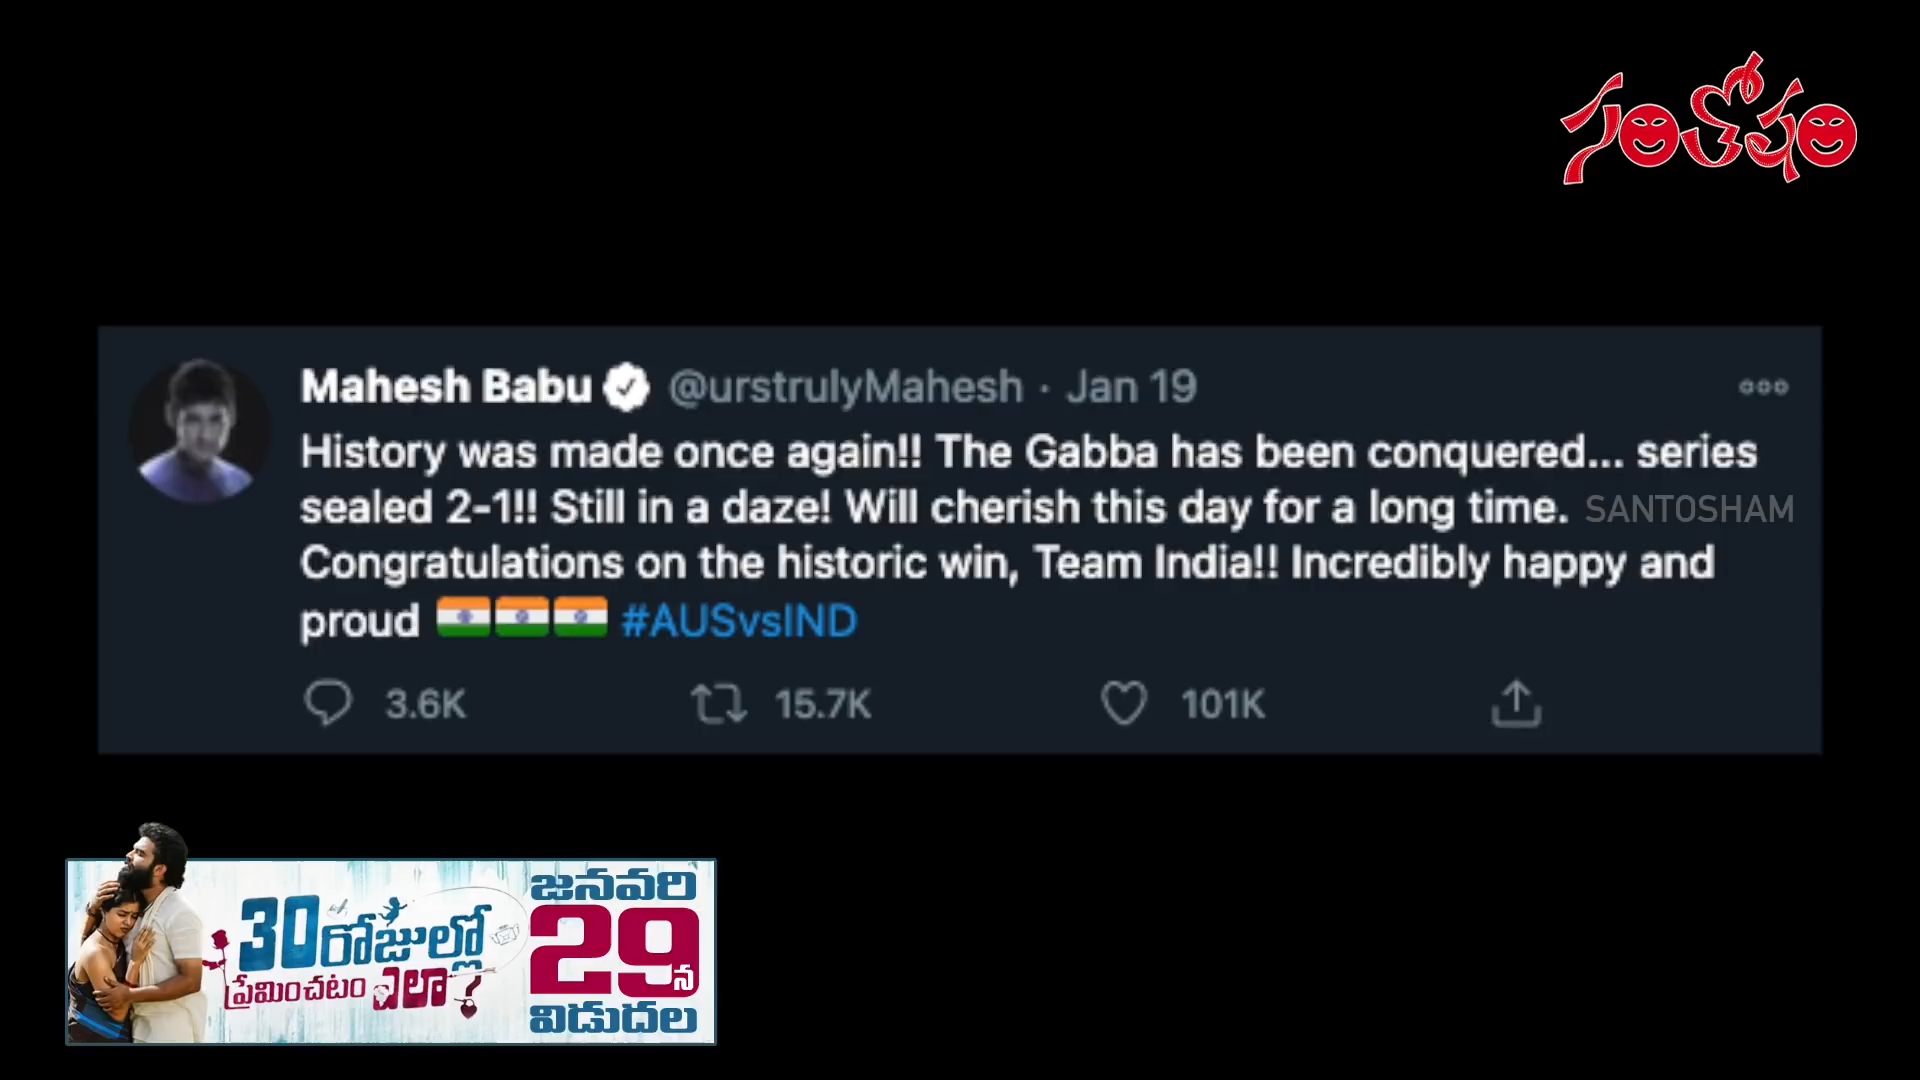 సంతోషం
Mahesh Babu @urstrulyMahesh · Jan 19
History was made once again!! The Gabba has been conquered... series
sealed 2-1!! Still in a daze! Will cherish this day for a long time.
SANTOSHAM
Congratulations on the historic win, Team India!! Incredibly happy and
proud 🇮🇳🇮🇳🇮🇳 #AUSvsIND
3.6K 15.7K 101K
30 రోజుల్లో
ప్రేమించటం ఎలా?
జనవరి
29న
విడుదల